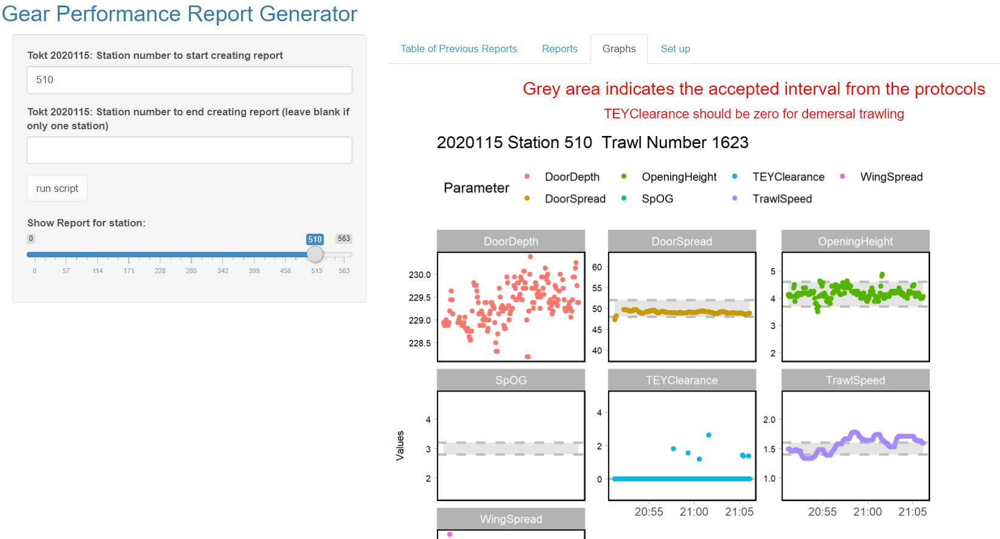 Gear Performance Report Generator
Tokt 2020115: Station number to start creating report
510
Tokt 2020115: Station number to end creating report (leave blank if
only one station)
run script
Show Report for station:
0 510 563
0 57 114 171 228 285 342 399 456 513 563
Table of Previous Reports Reports Graphs Set up
Grey area indicates the accepted interval from the protocols
TEYClearance should be zero for demersal trawling
2020115 Station 510 Trawl Number 1623
Parameter
DoorDepth OpeningHeight TEYClearance WingSpread
DoorSpread SpOG TrawlSpeed
DoorDepth
230.0
229.5
229.0
228.5
DoorSpread
60
55
50
45
40
OpeningHeight
5
4
3
2
Values
SpOG
4
3
2
TEYClearance
4
2
0
20:55 21:00 21:05
TrawlSpeed
2.0
1.5
1.0
20:55 21:00 21:05
WingSpread